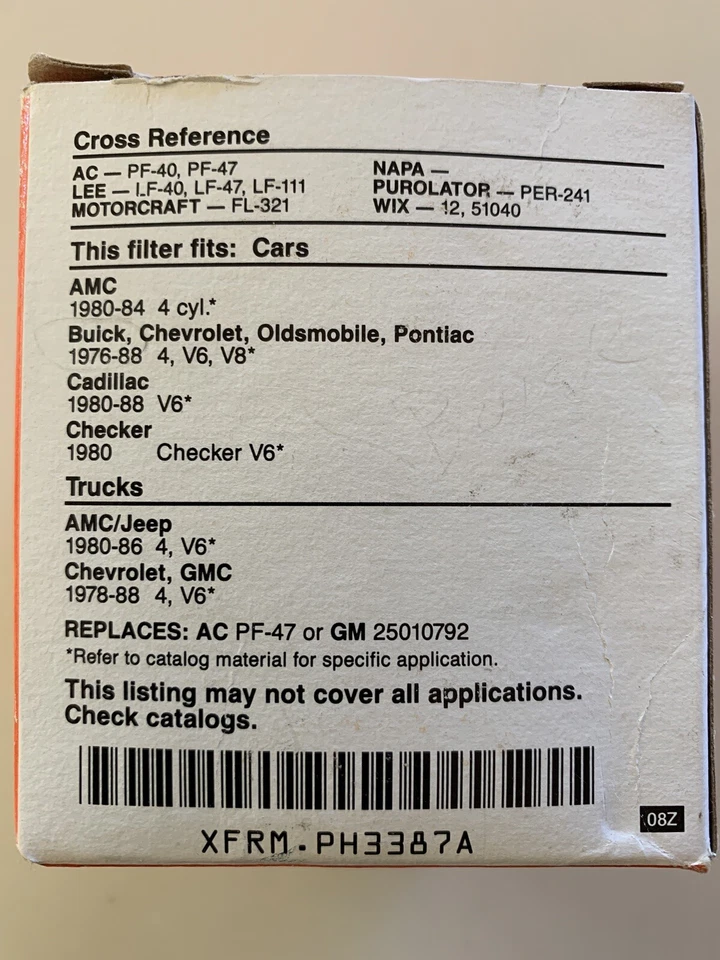 Cross Reference
AC — PF-40, PF-47
LEE — LF-40, LF-47, LF-111
MOTORCRAFT — FL-321
NAPA —
PUROLATOR — PER-241
WIX — 12, 51040
This filter fits: Cars
AMC
1980-84 4 cyl.*
Buick, Chevrolet, Oldsmobile, Pontiac
1976-88 4, V6, V8*
Cadillac
1980-88 V6*
Checker
1980 Checker V6*
Trucks
AMC/Jeep
1980-86 4, V6*
Chevrolet, GMC
1978-88 4, V6*
REPLACES: AC PF-47 or GM 25010792
*Refer to catalog material for specific application.
This listing may not cover all applications.
Check catalogs.
XFRM.PH3387A
08Z